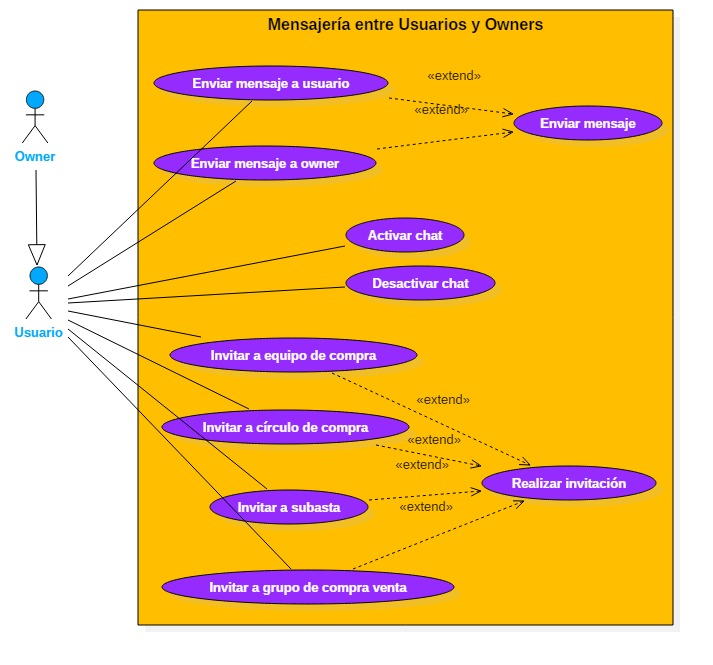 Mensajería entre Usuarios y Owners
Enviar mensaje a usuario
«extend»
«extend»
Enviar mensaje
Owner
Enviar mensaje a owner
Activar chat
Desactivar chat
Usuario
Invitar a equipo de compra
«extend»
Invitar a círculo de compra
«extend»
«extend»
Realizar invitación
Invitar a subasta
«extend»
Invitar a grupo de compra venta